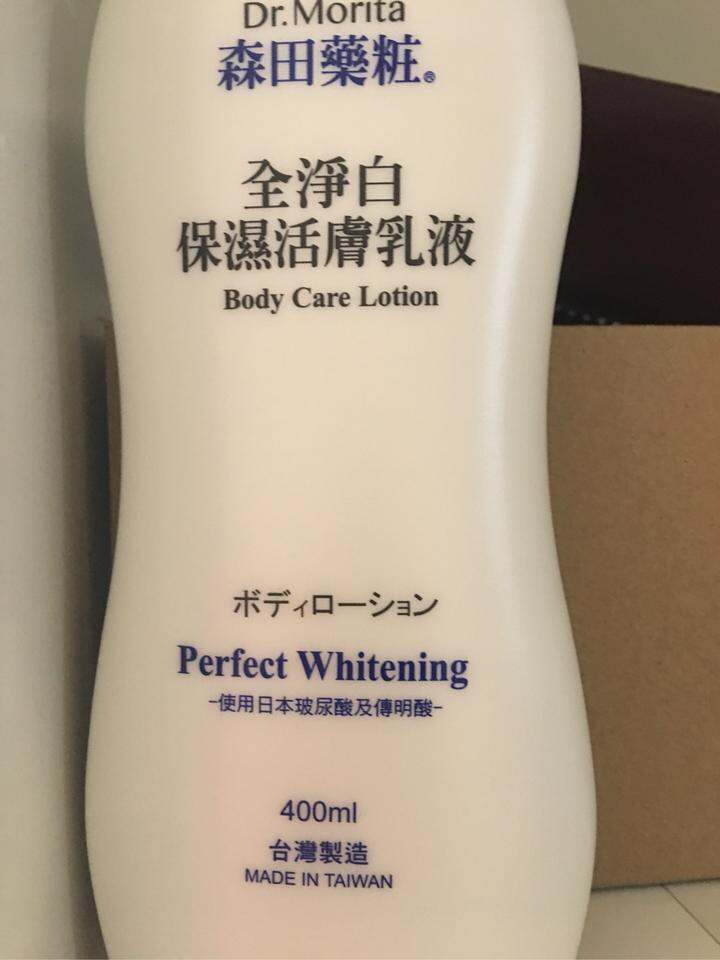 Dr.Morita
森田藥粧®
全淨白
保濕活膚乳液
Body Care Lotion
ボディローション
Perfect Whitening
-使用日本玻尿酸及傳明酸-
400ml
台灣製造
MADE IN TAIWAN